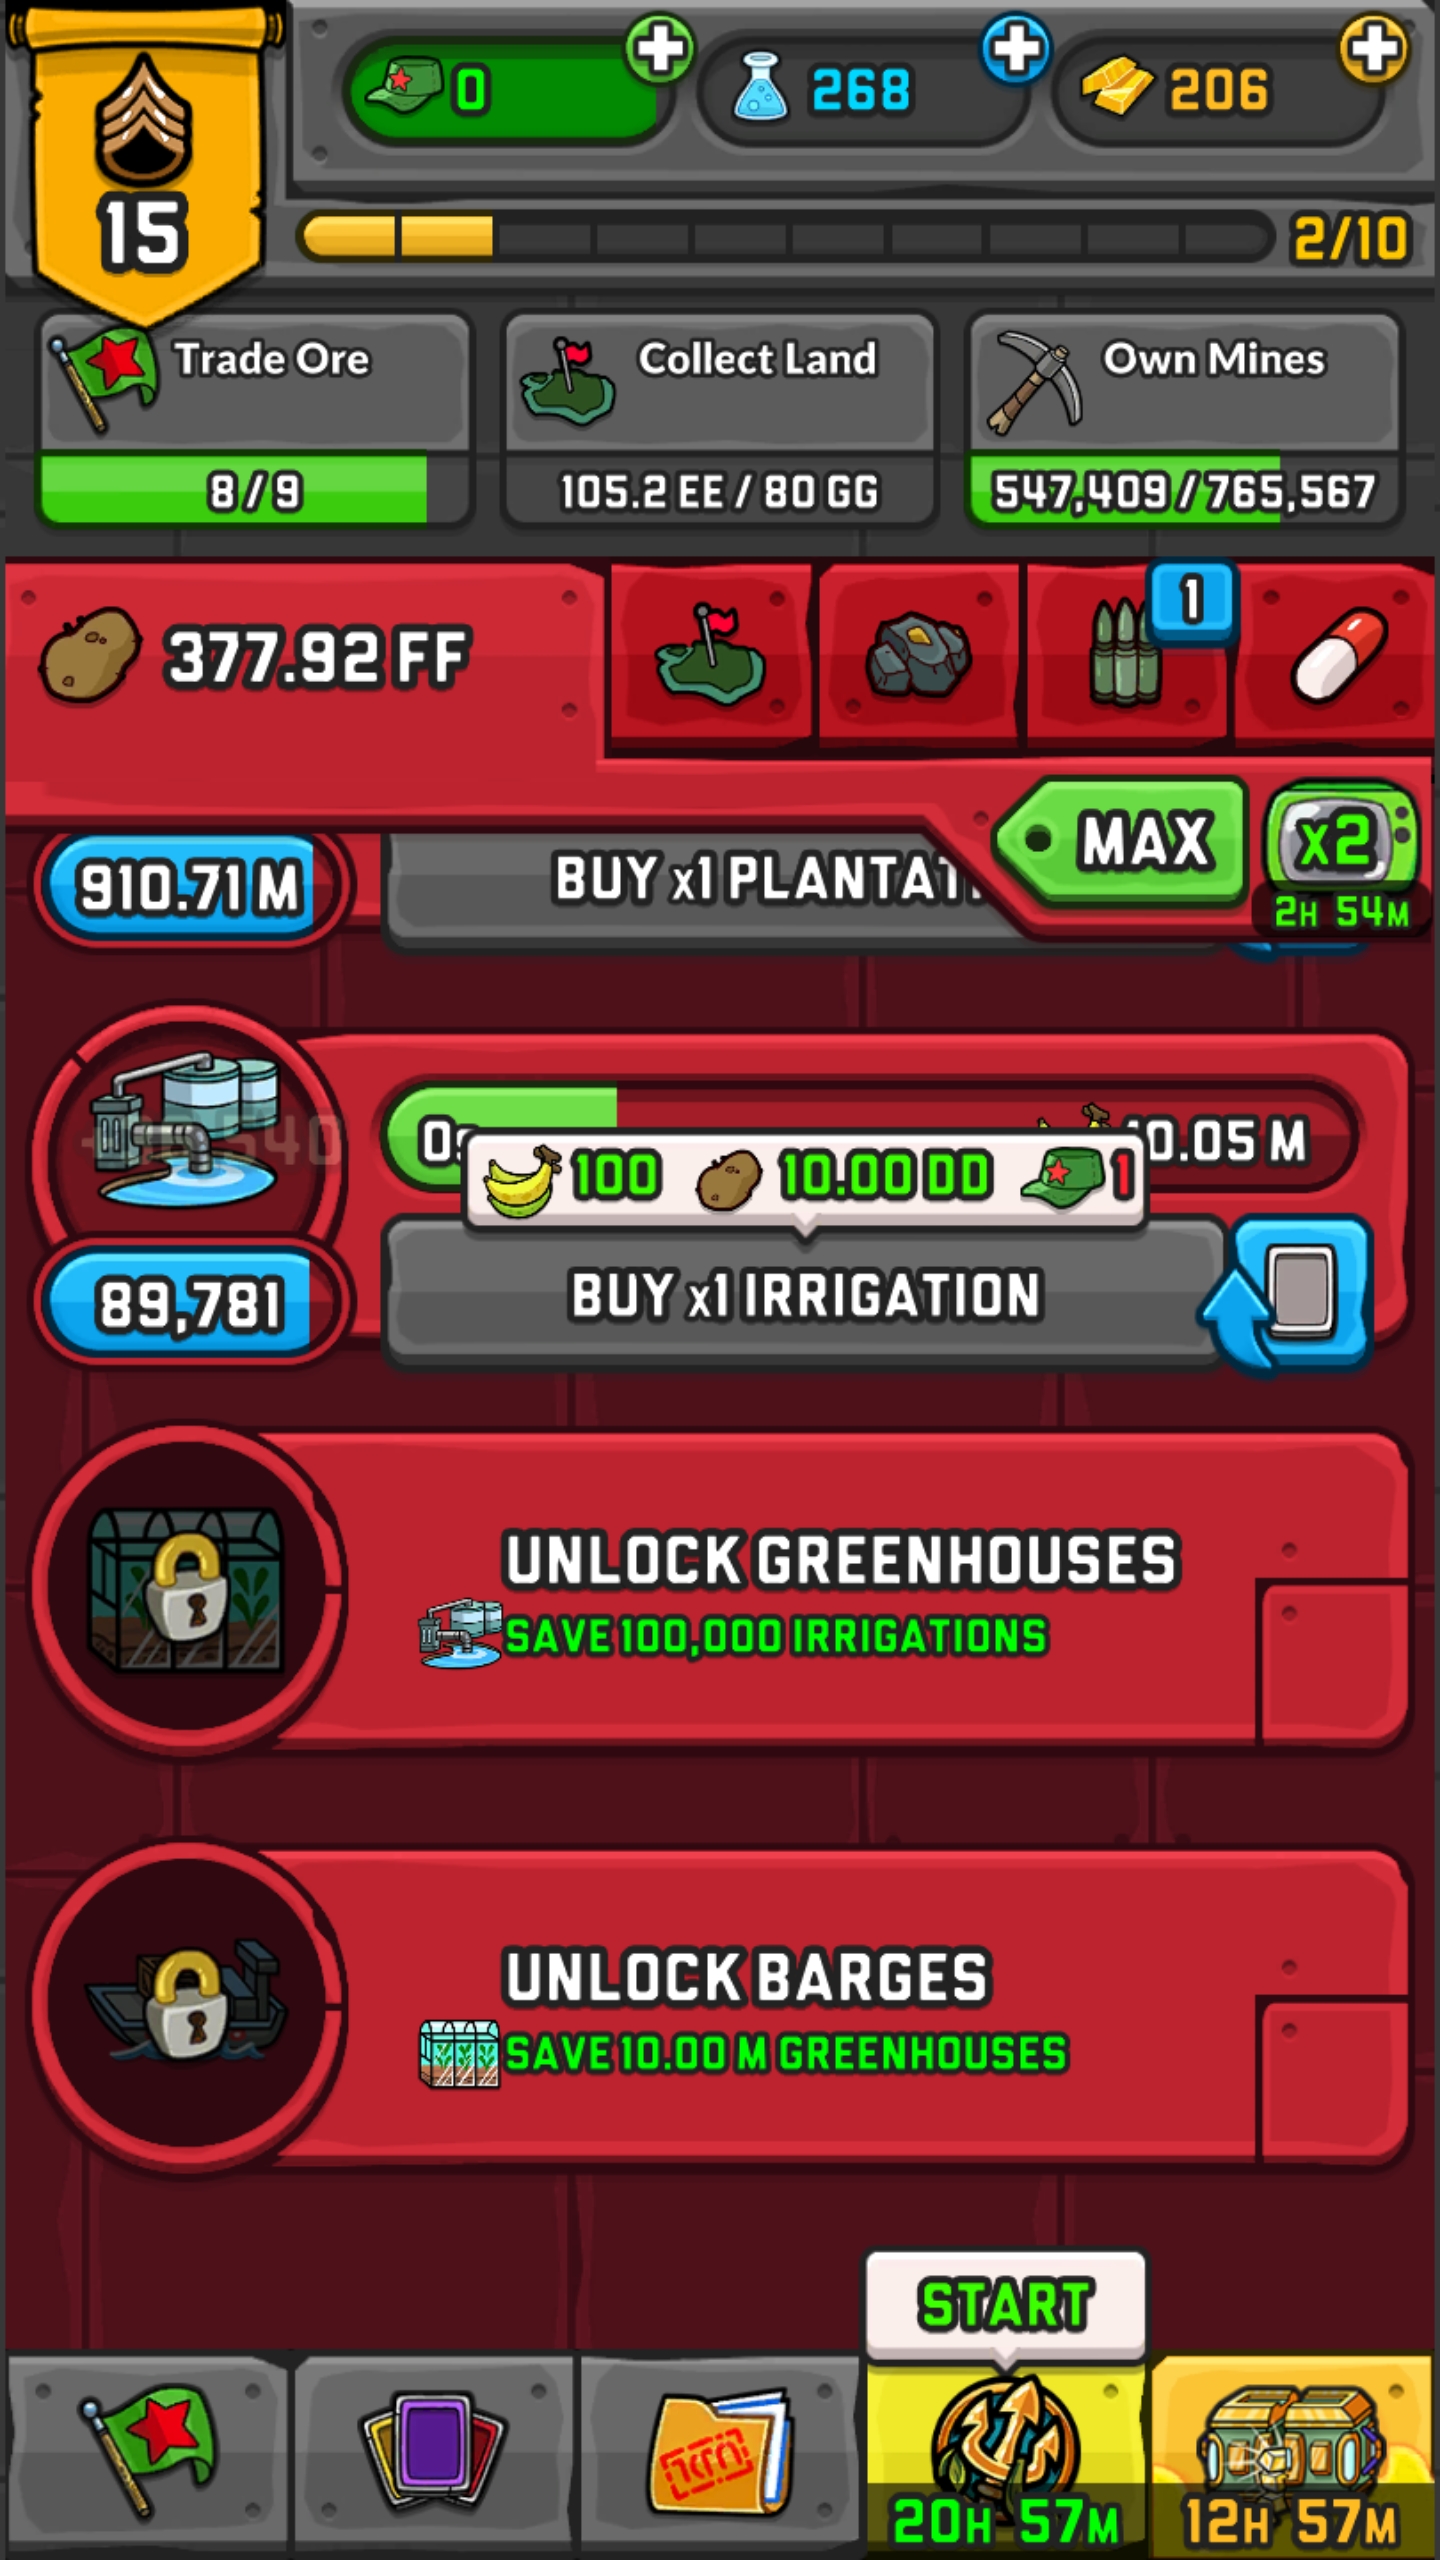 0
268
206
15
2/10
Trade Ore
Collect Land
Own Mines
8/9
105.2 EE / 80 GG
547,409/765,567
377.92 FF
1
MAX
x2
2H 54M
910.71 M
BUY x1 PLANTAT
0s
0.05 M
100
10.00 DD
1
89,781
BUY x1 IRRIGATION
UNLOCK GREENHOUSES
SAVE 100,000 IRRIGATIONS
UNLOCK BARGES
SAVE 10.00 M GREENHOUSES
START
20H 57M
12H 57M